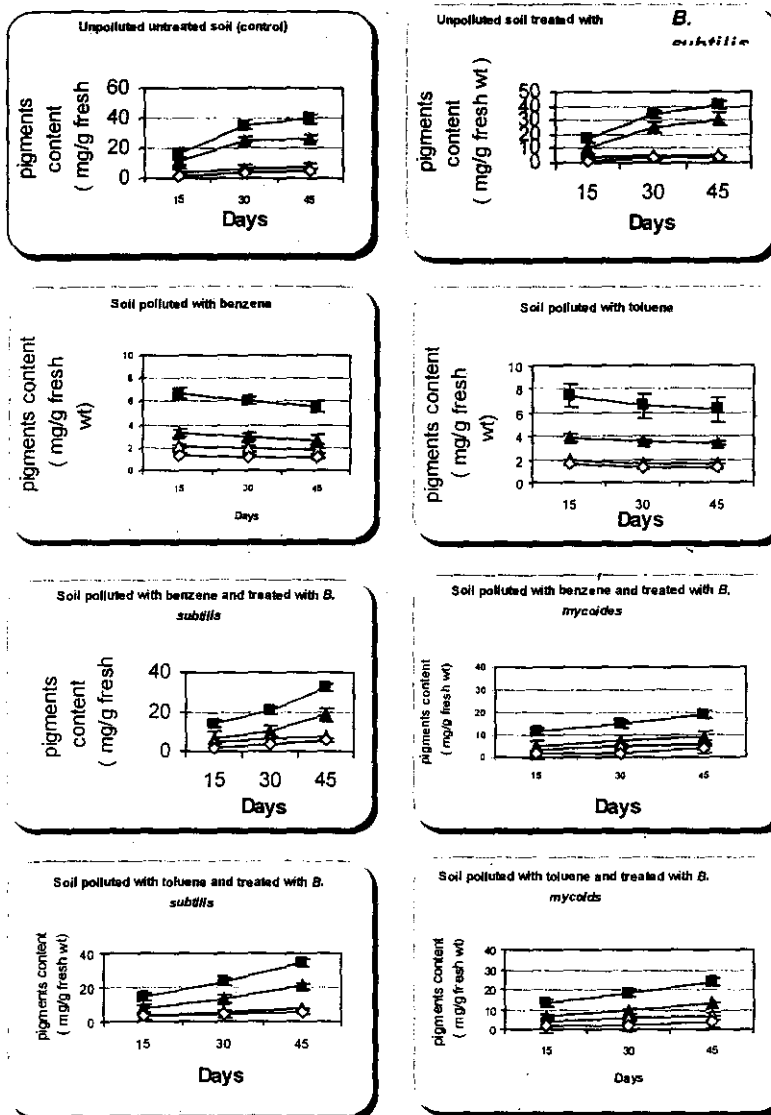 Unpolluted untreated soil (control)
pigments
content
( mg/g fresh
60
40
20
0
15 30 45
Days
Unpolluted soil treated with B.
subtilis
pigments
content
( mg/g fresh wt)
50
40
30
20
10
0
15 30 45
Days
Soil polluted with benzene
pigments content
( mg/g fresh
wt)
10
8
6
4
2
0
15 30 45
Days
Soil polluted with toluene
pigments content
( mg/g fresh
wt)
10
8
6
4
2
0
15 30 45
Days
Soil polluted with benzene and treated with B.
subtilis
pigments
content
( mg/g fresh
40
20
0
15 30 45
Days
Soil polluted with benzene and treated with B.
mycoides
pigments content
( mg/g fresh wt)
40
30
20
10
0
15 30 45
Days
Soil polluted with toluene and treated with B.
subtilis
pigments content
( mg/g fresh wt)
40
20
0
15 30 45
Days
Soil polluted with toluene and treated with B.
mycoids
pigments content
( mg/g fresh wt)
40
30
20
10
0
15 30 45
Days